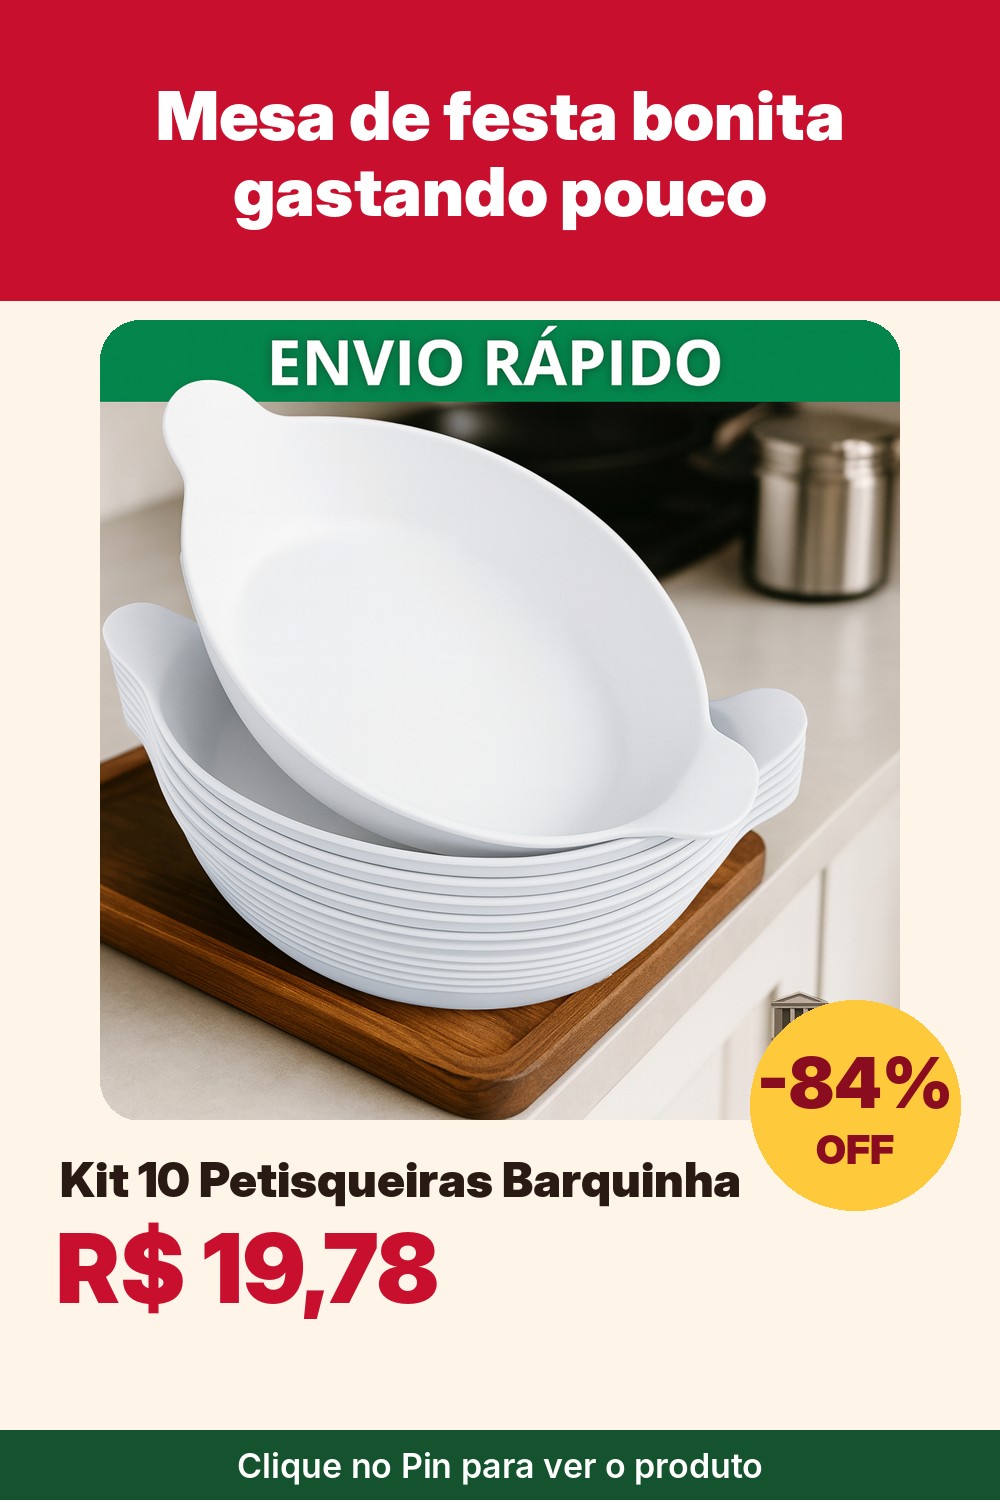 Mesa de festa bonita
gastando pouco
ENVIO RÁPIDO
-84%
OFF
Kit 10 Petisqueiras Barquinha
R$ 19,78
Clique no Pin para ver o produto